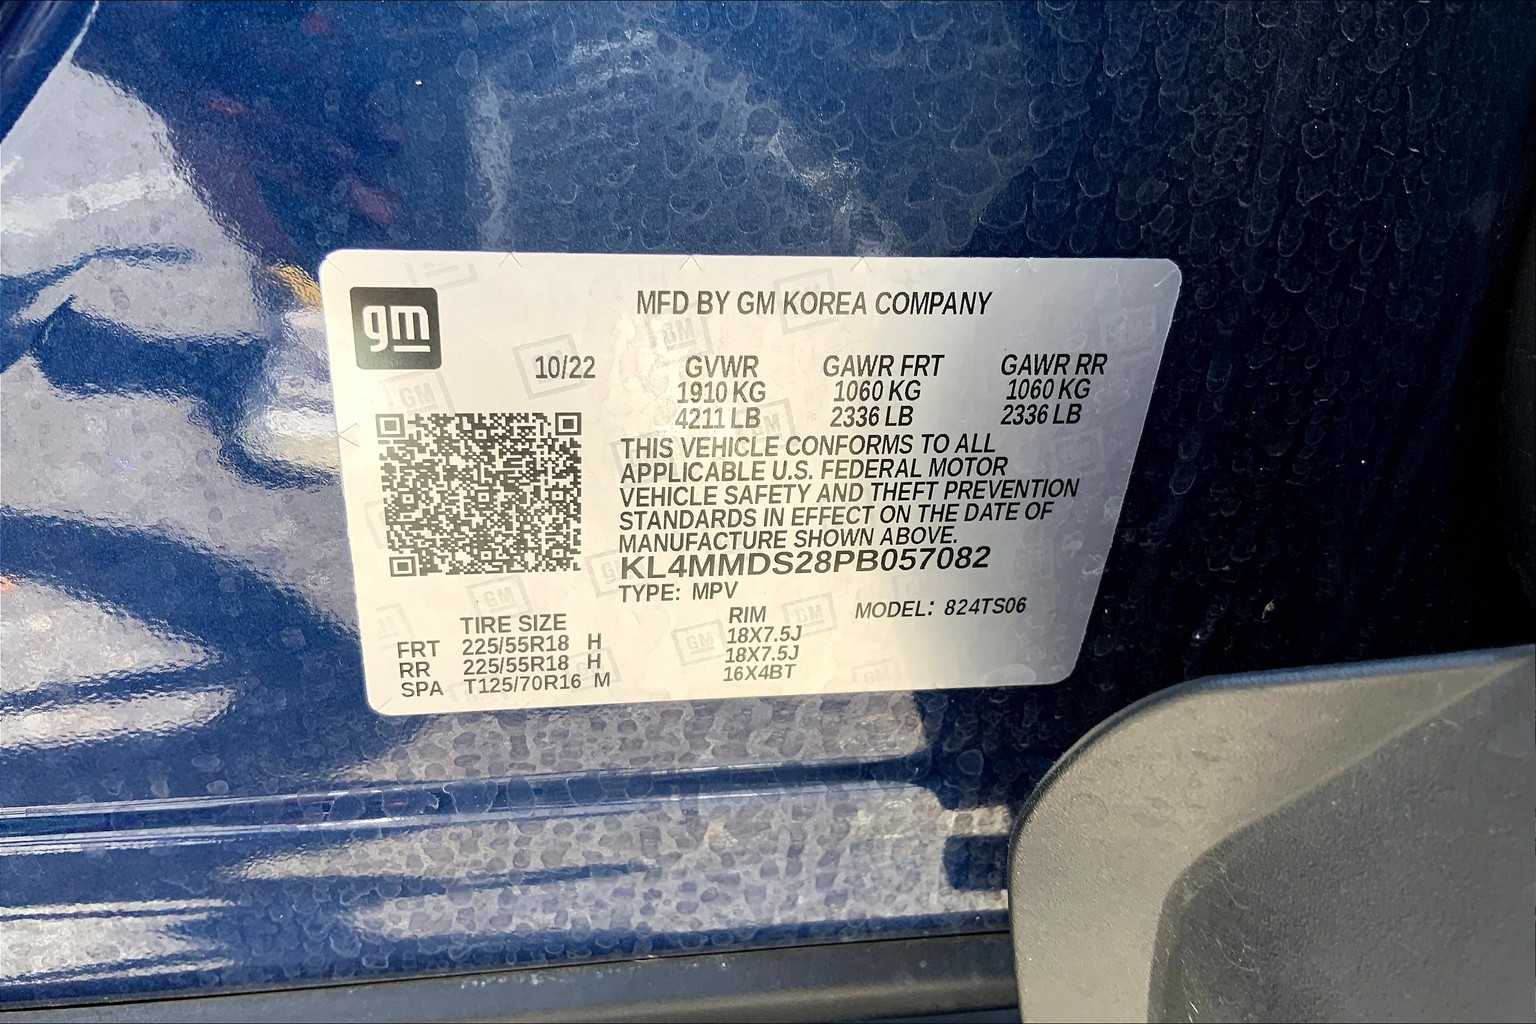 gm
MFD BY GM KOREA COMPANY
10/22 GVWR GAWR FRT GAWR RR
1910 KG 1060 KG 1060 KG
4211 LB 2336 LB 2336 LB
THIS VEHICLE CONFORMS TO ALL
APPLICABLE U.S. FEDERAL MOTOR
VEHICLE SAFETY AND THEFT PREVENTION
STANDARDS IN EFFECT ON THE DATE OF
MANUFACTURE SHOWN ABOVE.
KL4MMDS28PB057082
TYPE: MPV
MODEL: 824TS06
TIRE SIZE RIM
FRT 225/55R18 H 18X7.5J
RR 225/55R18 H 18X7.5J
SPA T125/70R16 M 16X4BT